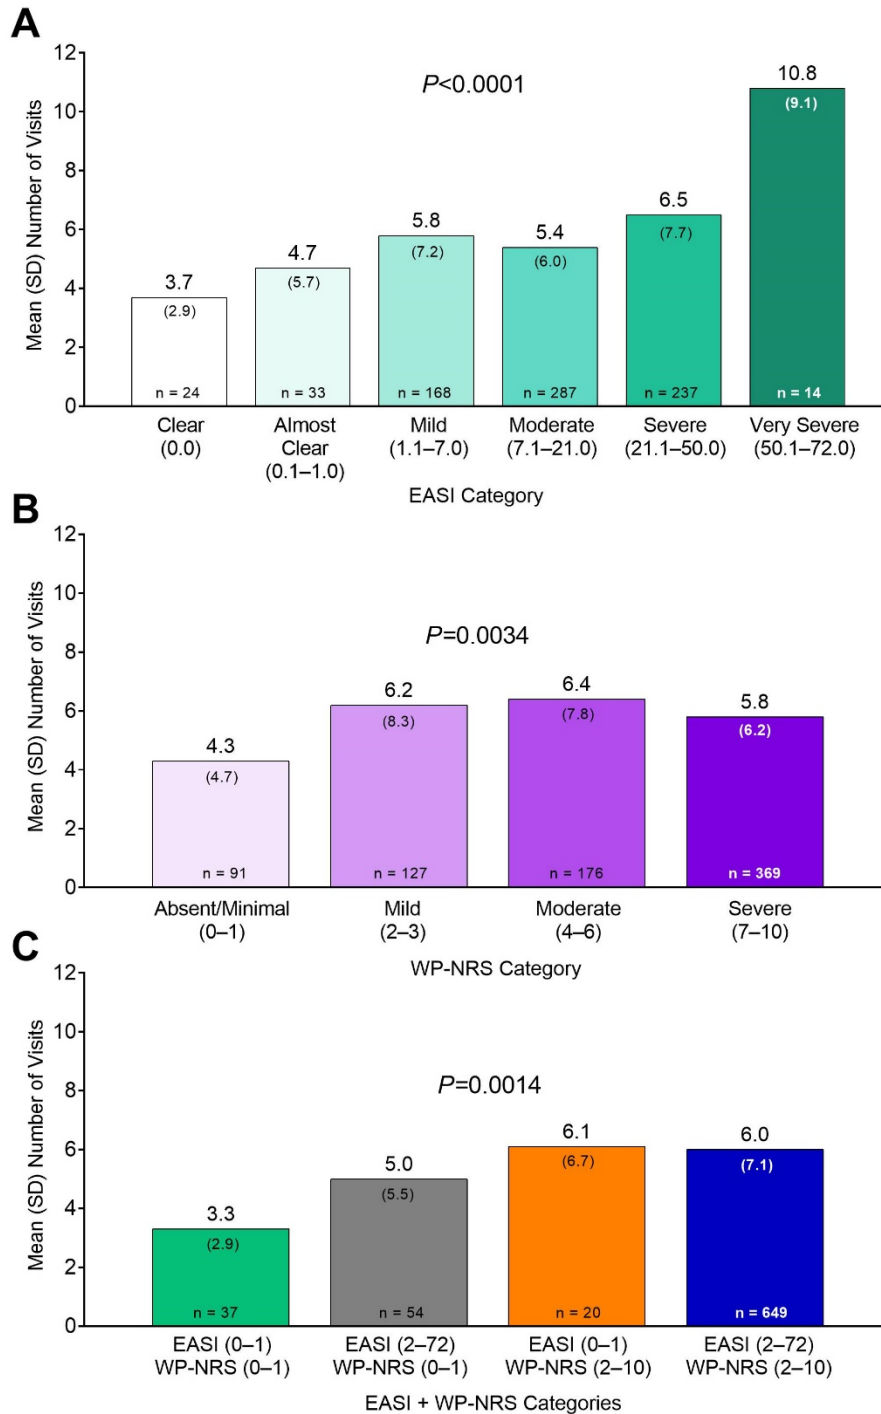 A
Mean (SD) Number of Visits
12
10
8
6
4
2
0
P<0.0001
3.7
(2.9)
n = 24
4.7
(5.7)
n = 33
5.8
(7.2)
n = 168
5.4
(6.0)
n = 287
6.5
(7.7)
n = 237
10.8
(9.1)
n = 14
Clear
(0.0)
Almost
Clear
(0.1–1.0)
Mild
(1.1–7.0)
Moderate
(7.1–21.0)
Severe
(21.1–50.0)
Very Severe
(50.1–72.0)
EASI Category
B
Mean (SD) Number of Visits
12
10
8
6
4
2
0
P=0.0034
4.3
(4.7)
n = 91
6.2
(8.3)
n = 127
6.4
(7.8)
n = 176
5.8
(6.2)
n = 369
Absent/Minimal
(0–1)
Mild
(2–3)
Moderate
(4–6)
Severe
(7–10)
WP-NRS Category
C
Mean (SD) Number of Visits
12
10
8
6
4
2
0
P=0.0014
3.3
(2.9)
n = 37
5.0
(5.5)
n = 54
6.1
(6.7)
n = 20
6.0
(7.1)
n = 649
EASI (0–1)
WP-NRS (0–1)
EASI (2–72)
WP-NRS (0–1)
EASI (0–1)
WP-NRS (2–10)
EASI (2–72)
WP-NRS (2–10)
EASI + WP-NRS Categories